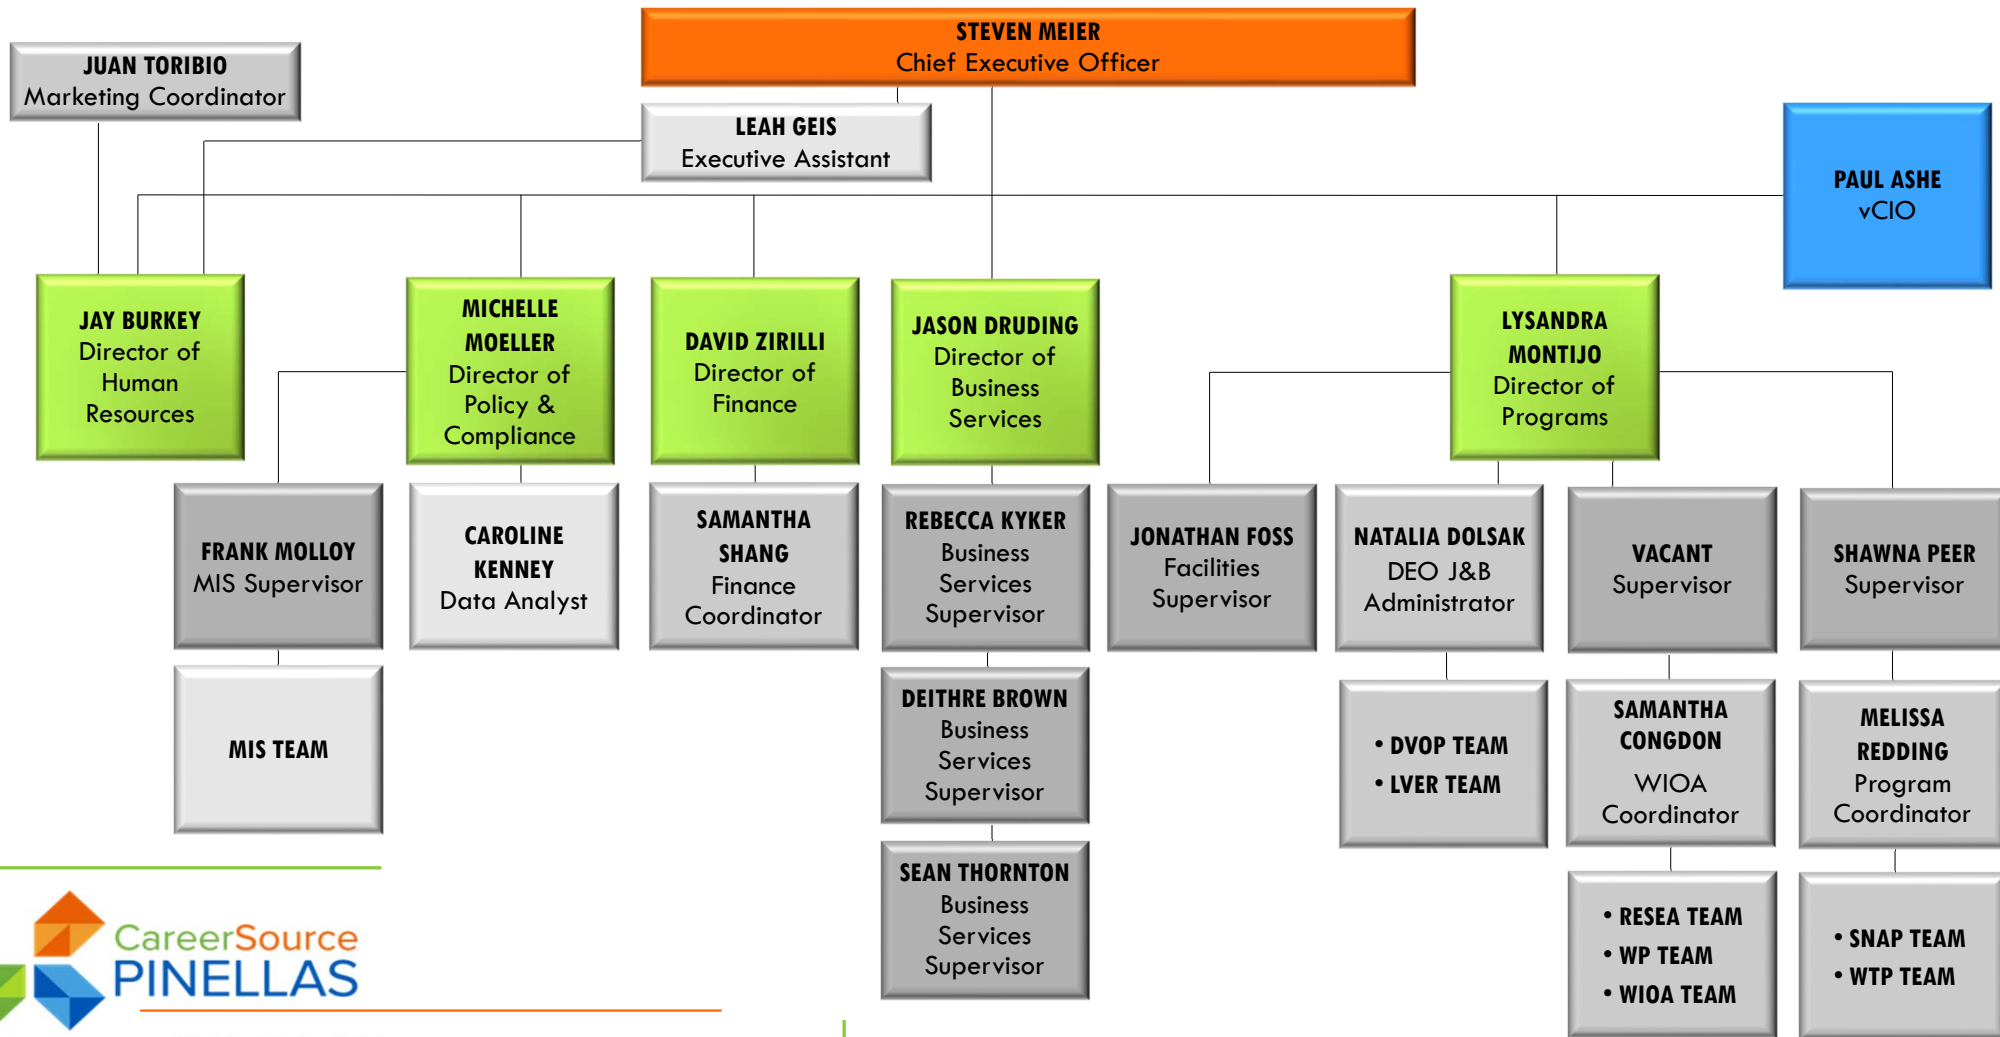 STEVEN MEIER
Chief Executive Officer
JUAN TORIBIO
Marketing Coordinator
LEAH GEIS
Executive Assistant
PAUL ASHE
vCIO
JAY BURKEY
Director of
Human
Resources
MICHELLE
MOELLER
Director of
Policy &
Compliance
DAVID ZIRILLI
Director of
Finance
JASON DRUDING
Director of
Business
Services
LYSANDRA
MONTIJO
Director of
Programs
FRANK MOLLOY
MIS Supervisor
CAROLINE
KENNEY
Data Analyst
SAMANTHA
SHANG
Finance
Coordinator
REBECCA KYKER
Business
Services
Supervisor
JONATHAN FOSS
Facilities
Supervisor
NATALIA DOLSAK
DEO J&B
Administrator
VACANT
Supervisor
SHAWNA PEER
Supervisor
MIS TEAM
DEITHRE BROWN
Business
Services
Supervisor
• DVOP TEAM
• LVER TEAM
SAMANTHA
CONGDON
WIOA
Coordinator
MELISSA
REDDING
Program
Coordinator
SEAN THORNTON
Business
Services
Supervisor
• RESEA TEAM
• WP TEAM
• WIOA TEAM
• SNAP TEAM
• WTP TEAM
CareerSource
PINELLAS